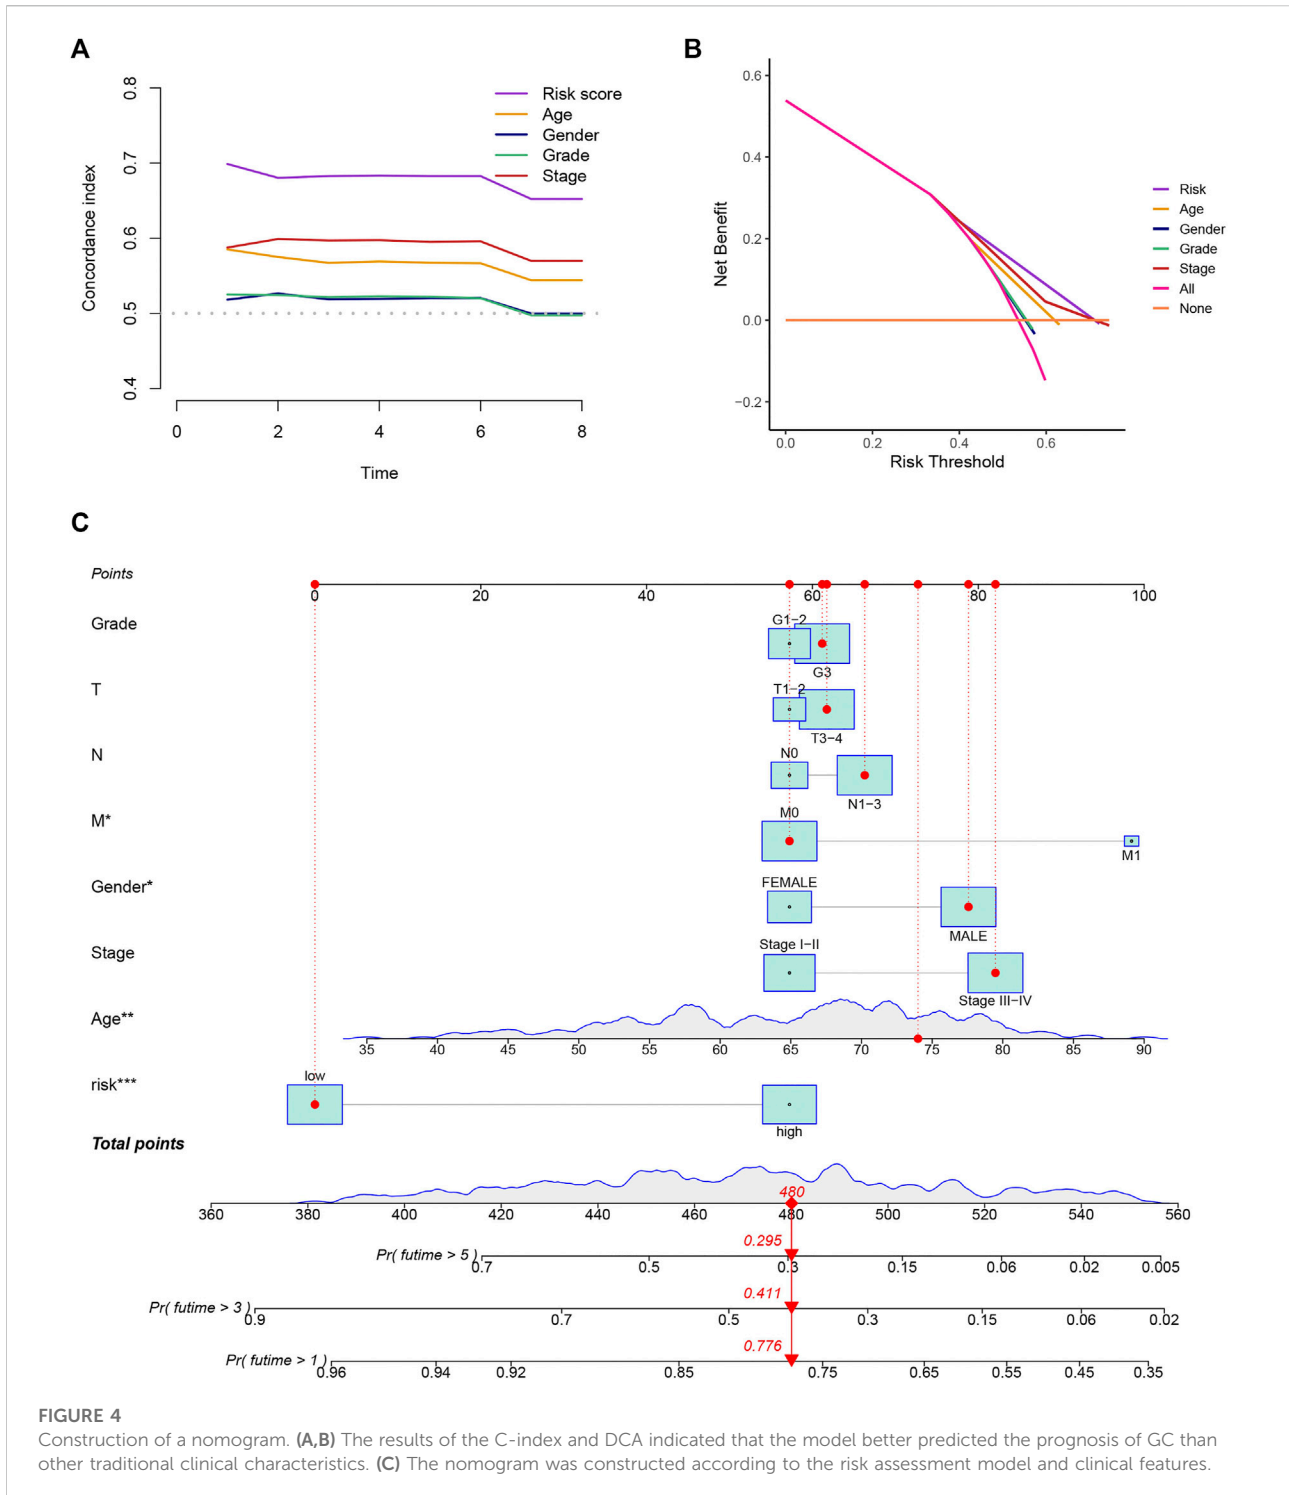 A
0.8
0.7
0.6
0.5
0.4
Concordance index
Risk score
Age
Gender
Grade
Stage
0 2 4 6 8
Time
B
0.6
0.4
0.2
0.0
−0.2
Net Benefit
0.0 0.2 0.4 0.6
Risk Threshold
Risk
Age
Gender
Grade
Stage
All
None
C
Points
0 20 40 60 80 100
Grade
G1−2
G3
T
T1−2
T3−4
N
N0
N1−3
M*
M0
M1
Gender*
FEMALE
MALE
Stage
Stage I−II
Stage III−IV
Age**
35 40 45 50 55 60 65 70 75 80 85 90
risk***
low
high
Total points
480
360 380 400 420 440 460 480 500 520 540 560
0.295
Pr( futime > 5 )
0.7 0.5 0.3 0.15 0.06 0.02 0.005
0.411
Pr( futime > 3 )
0.9 0.7 0.5 0.3 0.15 0.06 0.02
0.776
Pr( futime > 1 )
0.96 0.94 0.92 0.85 0.75 0.65 0.55 0.45 0.35
FIGURE 4
Construction of a nomogram. (A,B) The results of the C-index and DCA indicated that the model better predicted the prognosis of GC than
other traditional clinical characteristics. (C) The nomogram was constructed according to the risk assessment model and clinical features.